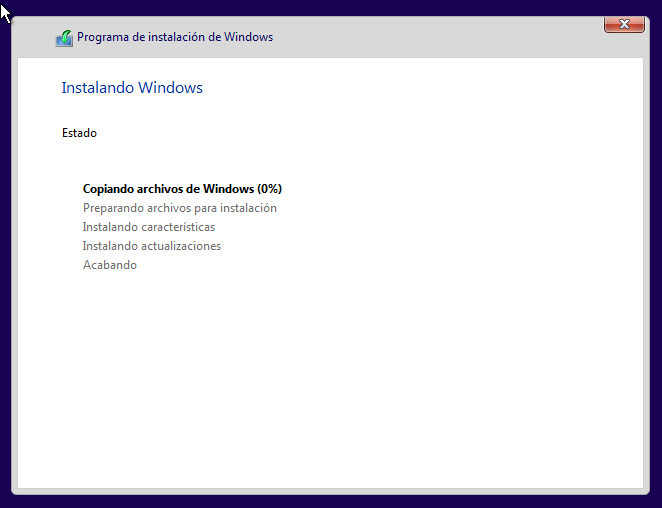 Programa de instalación de Windows
Instalando Windows
Estado
Copiando archivos de Windows (0%)
Preparando archivos para instalación
Instalando características
Instalando actualizaciones
Acabando